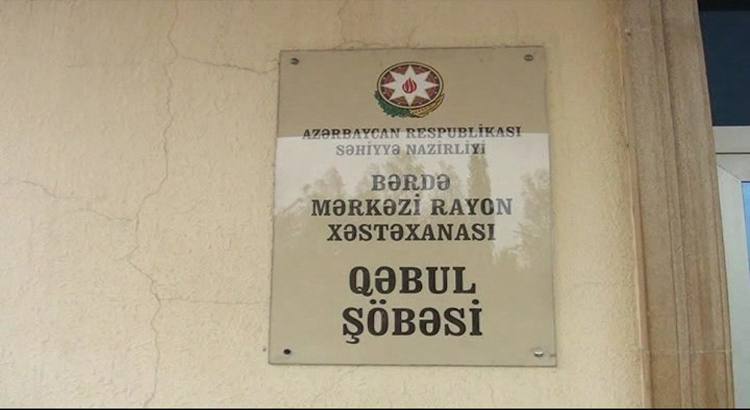 AZƏRBAYCAN RESPUBLİKASI
SƏHİYYƏ NAZİRLİYİ
BƏRDƏ
MƏRKƏZİ RAYON
XƏSTƏXANASI
QƏBUL
ŞÖBƏSİ